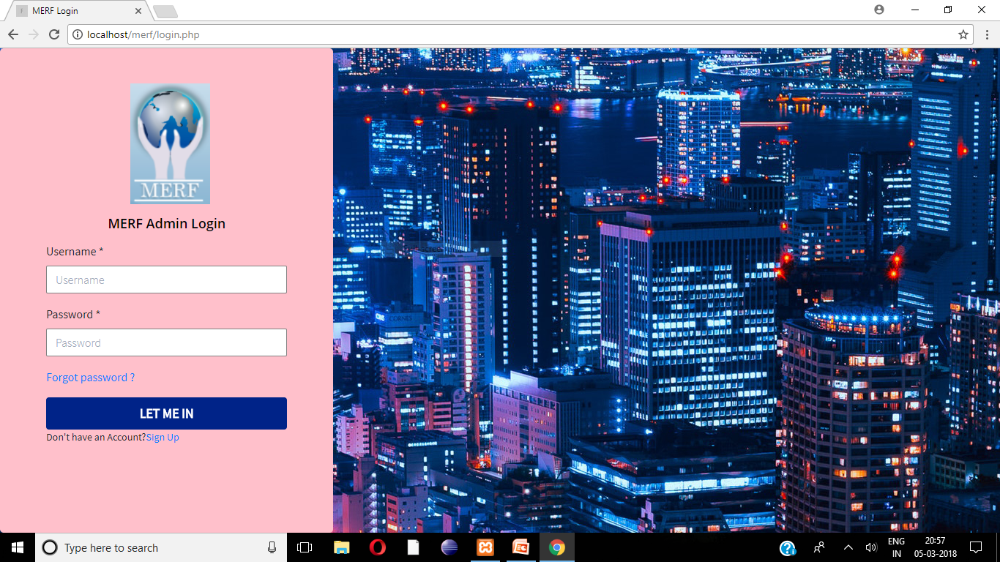 MERF Login
localhost/merf/login.php
MERF
MERF Admin Login
Username *
Username
Password *
Password
Forgot password ?
LET ME IN
Don't have an Account?Sign Up
CORNES
Type here to search
ENG
IN
20:57
05-03-2018